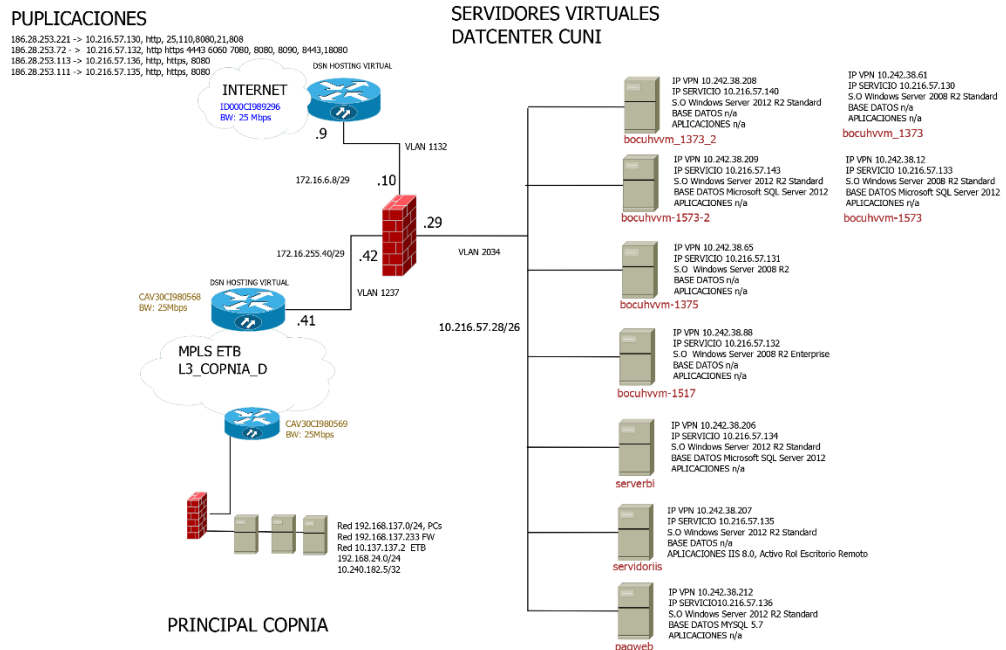 PUPLICACIONES
186.28.253.221 -> 10.216.57.130, http, 25,110,8080,21,808
186.28.253.72 - > 10.216.57.132, http https 4443 6060 7080, 8080, 8090, 8443,18080
186.28.253.113 -> 10.216.57.136, http, https, 8080
186.28.253.111 -> 10.216.57.135, http, https, 8080
SERVIDORES VIRTUALES
DATCENTER CUNI
DSN HOSTING VIRTUAL
INTERNET
ID000CI989296
BW: 25 Mbps
.9
VLAN 1132
172.16.6.8/29
.10
.29
VLAN 2034
172.16.255.40/29
.42
VLAN 1237
DSN HOSTING VIRTUAL
CAV30CI980568
BW: 25Mbps
.41
10.216.57.28/26
MPLS ETB
L3_COPNIA_D
CAV30CI980569
BW: 25Mbps
Red 192.168.137.0/24, PCs
Red 192.168.137.233 FW
Red 10.137.137.2 ETB
192.168.24.0/24
10.240.182.5/32
PRINCIPAL COPNIA
IP VPN 10.242.38.208
IP SERVICIO 10.216.57.140
S.O Windows Server 2012 R2 Standard
BASE DATOS n/a
APLICACIONES n/a
bocuhvvm_1373_2
IP VPN 10.242.38.61
IP SERVICIO 10.216.57.130
S.O Windows Server 2008 R2 Standard
BASE DATOS n/a
APLICACIONES n/a
bocuhvvm_1373
IP VPN 10.242.38.209
IP SERVICIO 10.216.57.143
S.O Windows Server 2012 R2 Standard
BASE DATOS Microsoft SQL Server 2012
APLICACIONES n/a
bocuhvvm-1573-2
IP VPN 10.242.38.12
IP SERVICIO 10.216.57.133
S.O Windows Server 2008 R2 Standard
BASE DATOS Microsoft SQL Server 2012
APLICACIONES n/a
bocuhvvm-1573
IP VPN 10.242.38.65
IP SERVICIO 10.216.57.131
S.O Windows Server 2008 R2
BASE DATOS n/a
APLICACIONES n/a
bocuhvvm-1375
IP VPN 10.242.38.88
IP SERVICIO 10.216.57.132
S.O Windows Server 2008 R2 Enterprise
BASE DATOS n/a
APLICACIONES n/a
bocuhvvm-1517
IP VPN 10.242.38.206
IP SERVICIO 10.216.57.134
S.O Windows Server 2012 R2 Standard
BASE DATOS Microsoft SQL Server 2012
APLICACIONES n/a
serverbi
IP VPN 10.242.38.207
IP SERVICIO 10.216.57.135
S.O Windows Server 2012 R2 Standard
BASE DATOS n/a
APLICACIONES IIS 8.0, Activo Rol Escritorio Remoto
servidoriis
IP VPN 10.242.38.212
IP SERVICIO10.216.57.136
S.O Windows Server 2012 R2 Standard
BASE DATOS MYSQL 5.7
APLICACIONES n/a
pagweb